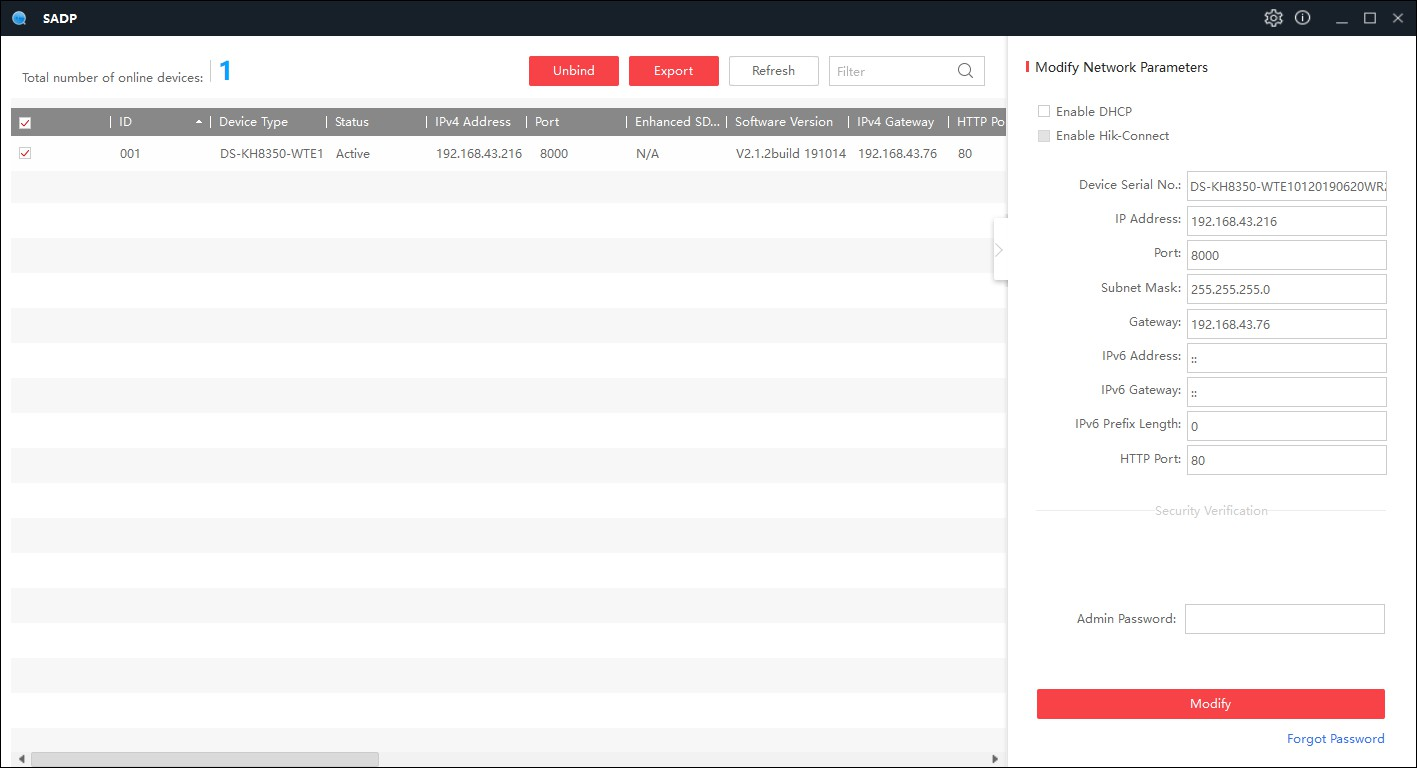 SADP
Total number of online devices: 1
Unbind Export Refresh Filter
ID Device Type Status IPv4 Address Port Enhanced SD... Software Version IPv4 Gateway HTTP Po
001 DS-KH8350-WTE1 Active 192.168.43.216 8000 N/A V2.1.2build 191014 192.168.43.76 80
Modify Network Parameters
Enable DHCP
Enable Hik-Connect
Device Serial No.: DS-KH8350-WTE10120190620WR
IP Address: 192.168.43.216
Port: 8000
Subnet Mask: 255.255.255.0
Gateway: 192.168.43.76
IPv6 Address: ::
IPv6 Gateway: ::
IPv6 Prefix Length: 0
HTTP Port: 80
Security Verification
Admin Password:
Modify
Forgot Password